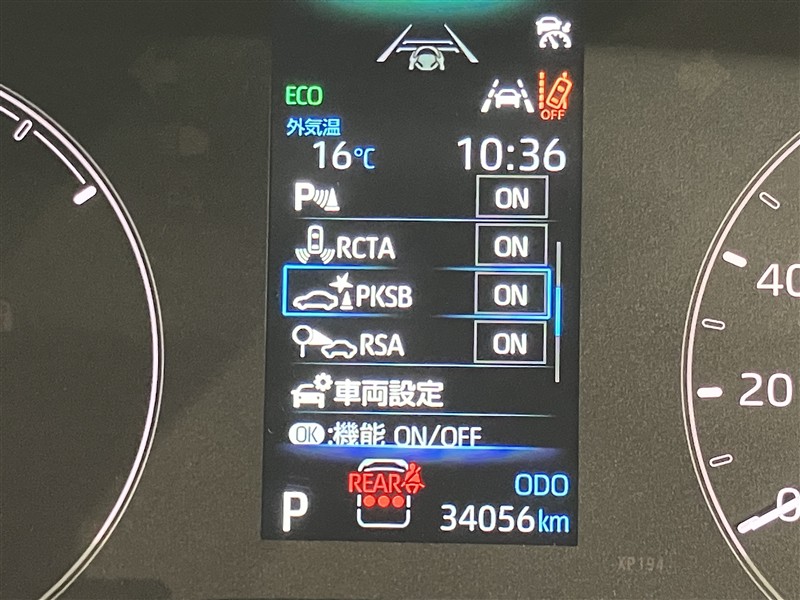 ECO
OFF
外気温
16℃ 10:36
P ON
RCTA ON
PKSB ON
RSA ON
車両設定
OK:機能 ON/OFF
REAR
ODO
P 34056km
40
20
0
XP194